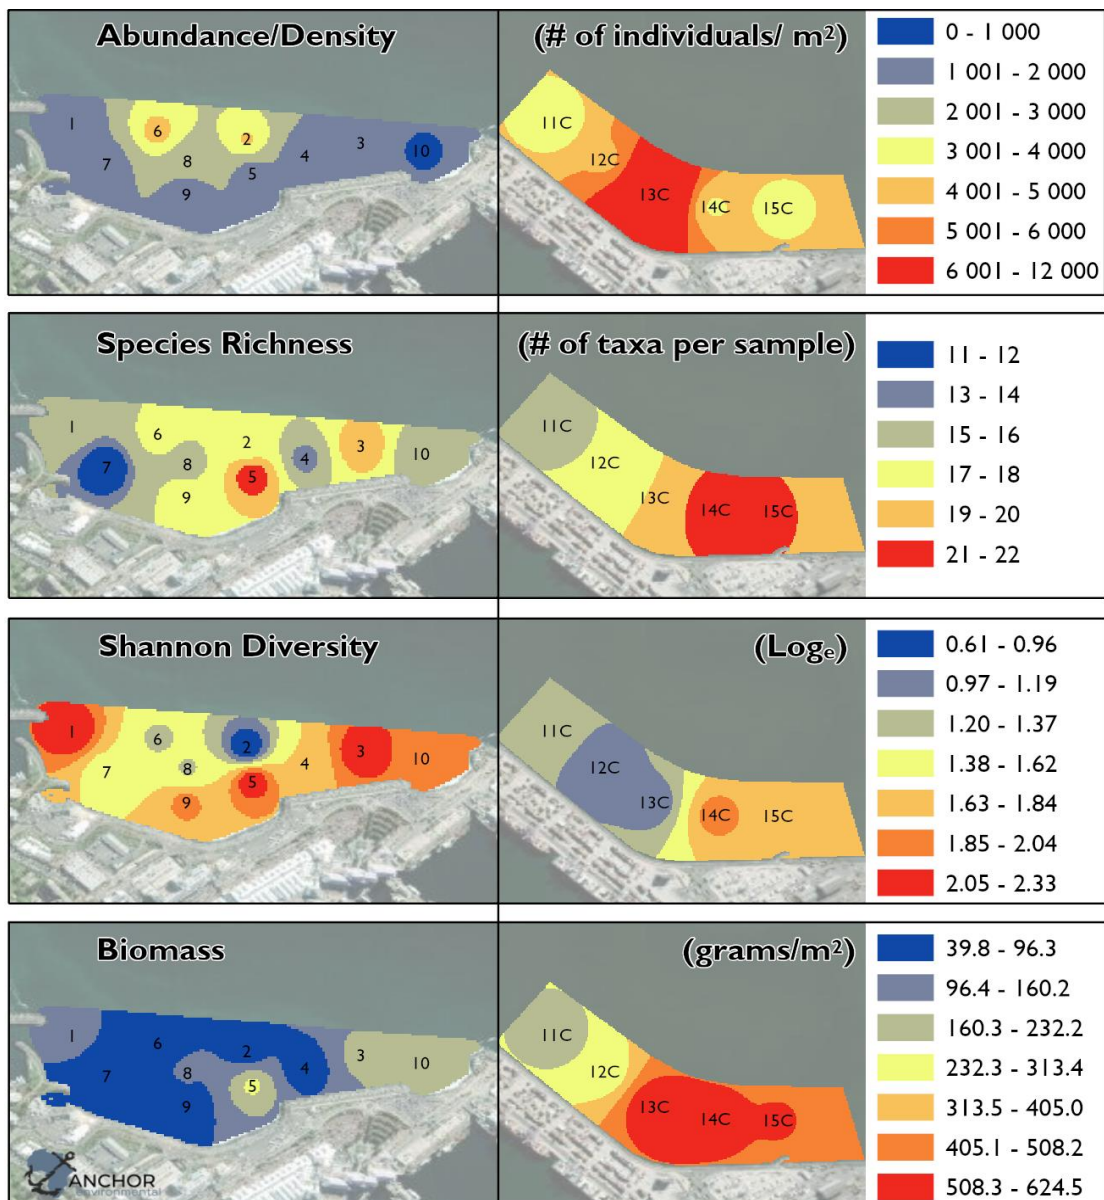 Abundance/Density (# of individuals/ m²)
1 6 2 3 10
7 8 4
9 5
11C
12C
13C 14C 15C
0 - 1 000
1 001 - 2 000
2 001 - 3 000
3 001 - 4 000
4 001 - 5 000
5 001 - 6 000
6 001 - 12 000
Species Richness (# of taxa per sample)
1 6 2 3 10
7 8 4
9 5
11C
12C
13C 14C 15C
11 - 12
13 - 14
15 - 16
17 - 18
19 - 20
21 - 22
Shannon Diversity (Logₑ)
1 6 2 3 10
7 8 4
9 5
11C
12C
13C 14C 15C
0.61 - 0.96
0.97 - 1.19
1.20 - 1.37
1.38 - 1.62
1.63 - 1.84
1.85 - 2.04
2.05 - 2.33
Biomass (grams/m²)
1 6 2 3 10
7 8 4
9 5
11C
12C
13C 14C 15C
39.8 - 96.3
96.4 - 160.2
160.3 - 232.2
232.3 - 313.4
313.5 - 405.0
405.1 - 508.2
508.3 - 624.5
ANCHOR
environmental